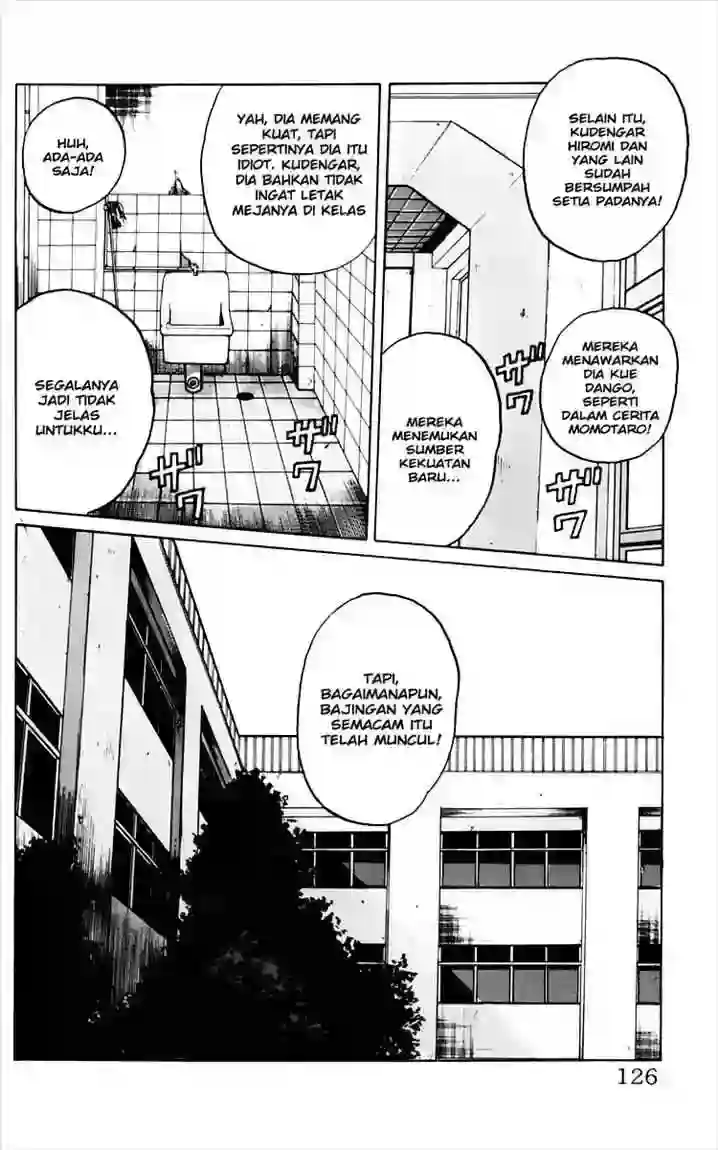 SELAIN ITU,
KUDENGAR
HIROMI DAN
YANG LAIN
SUDAH
BERSUMPAH
SETIA PADANYA!
MEREKA
MENAWARKAN
DIA KUE
DANGO,
SEPERTI
DALAM CERITA
MOMOTARO!
MEREKA
MENEMUKAN
SUMBER
KEKUATAN
BARU...
ザワ
ザワ
YAH, DIA MEMANG
KUAT, TAPI
SEPERTINYA DIA ITU
IDIOT. KUDENGAR,
DIA BAHKAN TIDAK
INGAT LETAK
MEJANYA DI KELAS
HUH,
ADA-ADA
SAJA!
SEGALANYA
JADI TIDAK
JELAS
UNTUKKU...
ザワ
ザワ
TAPI,
BAGAIMANAPUN,
BAJINGAN YANG
SEMACAM ITU
TELAH MUNCUL!
126